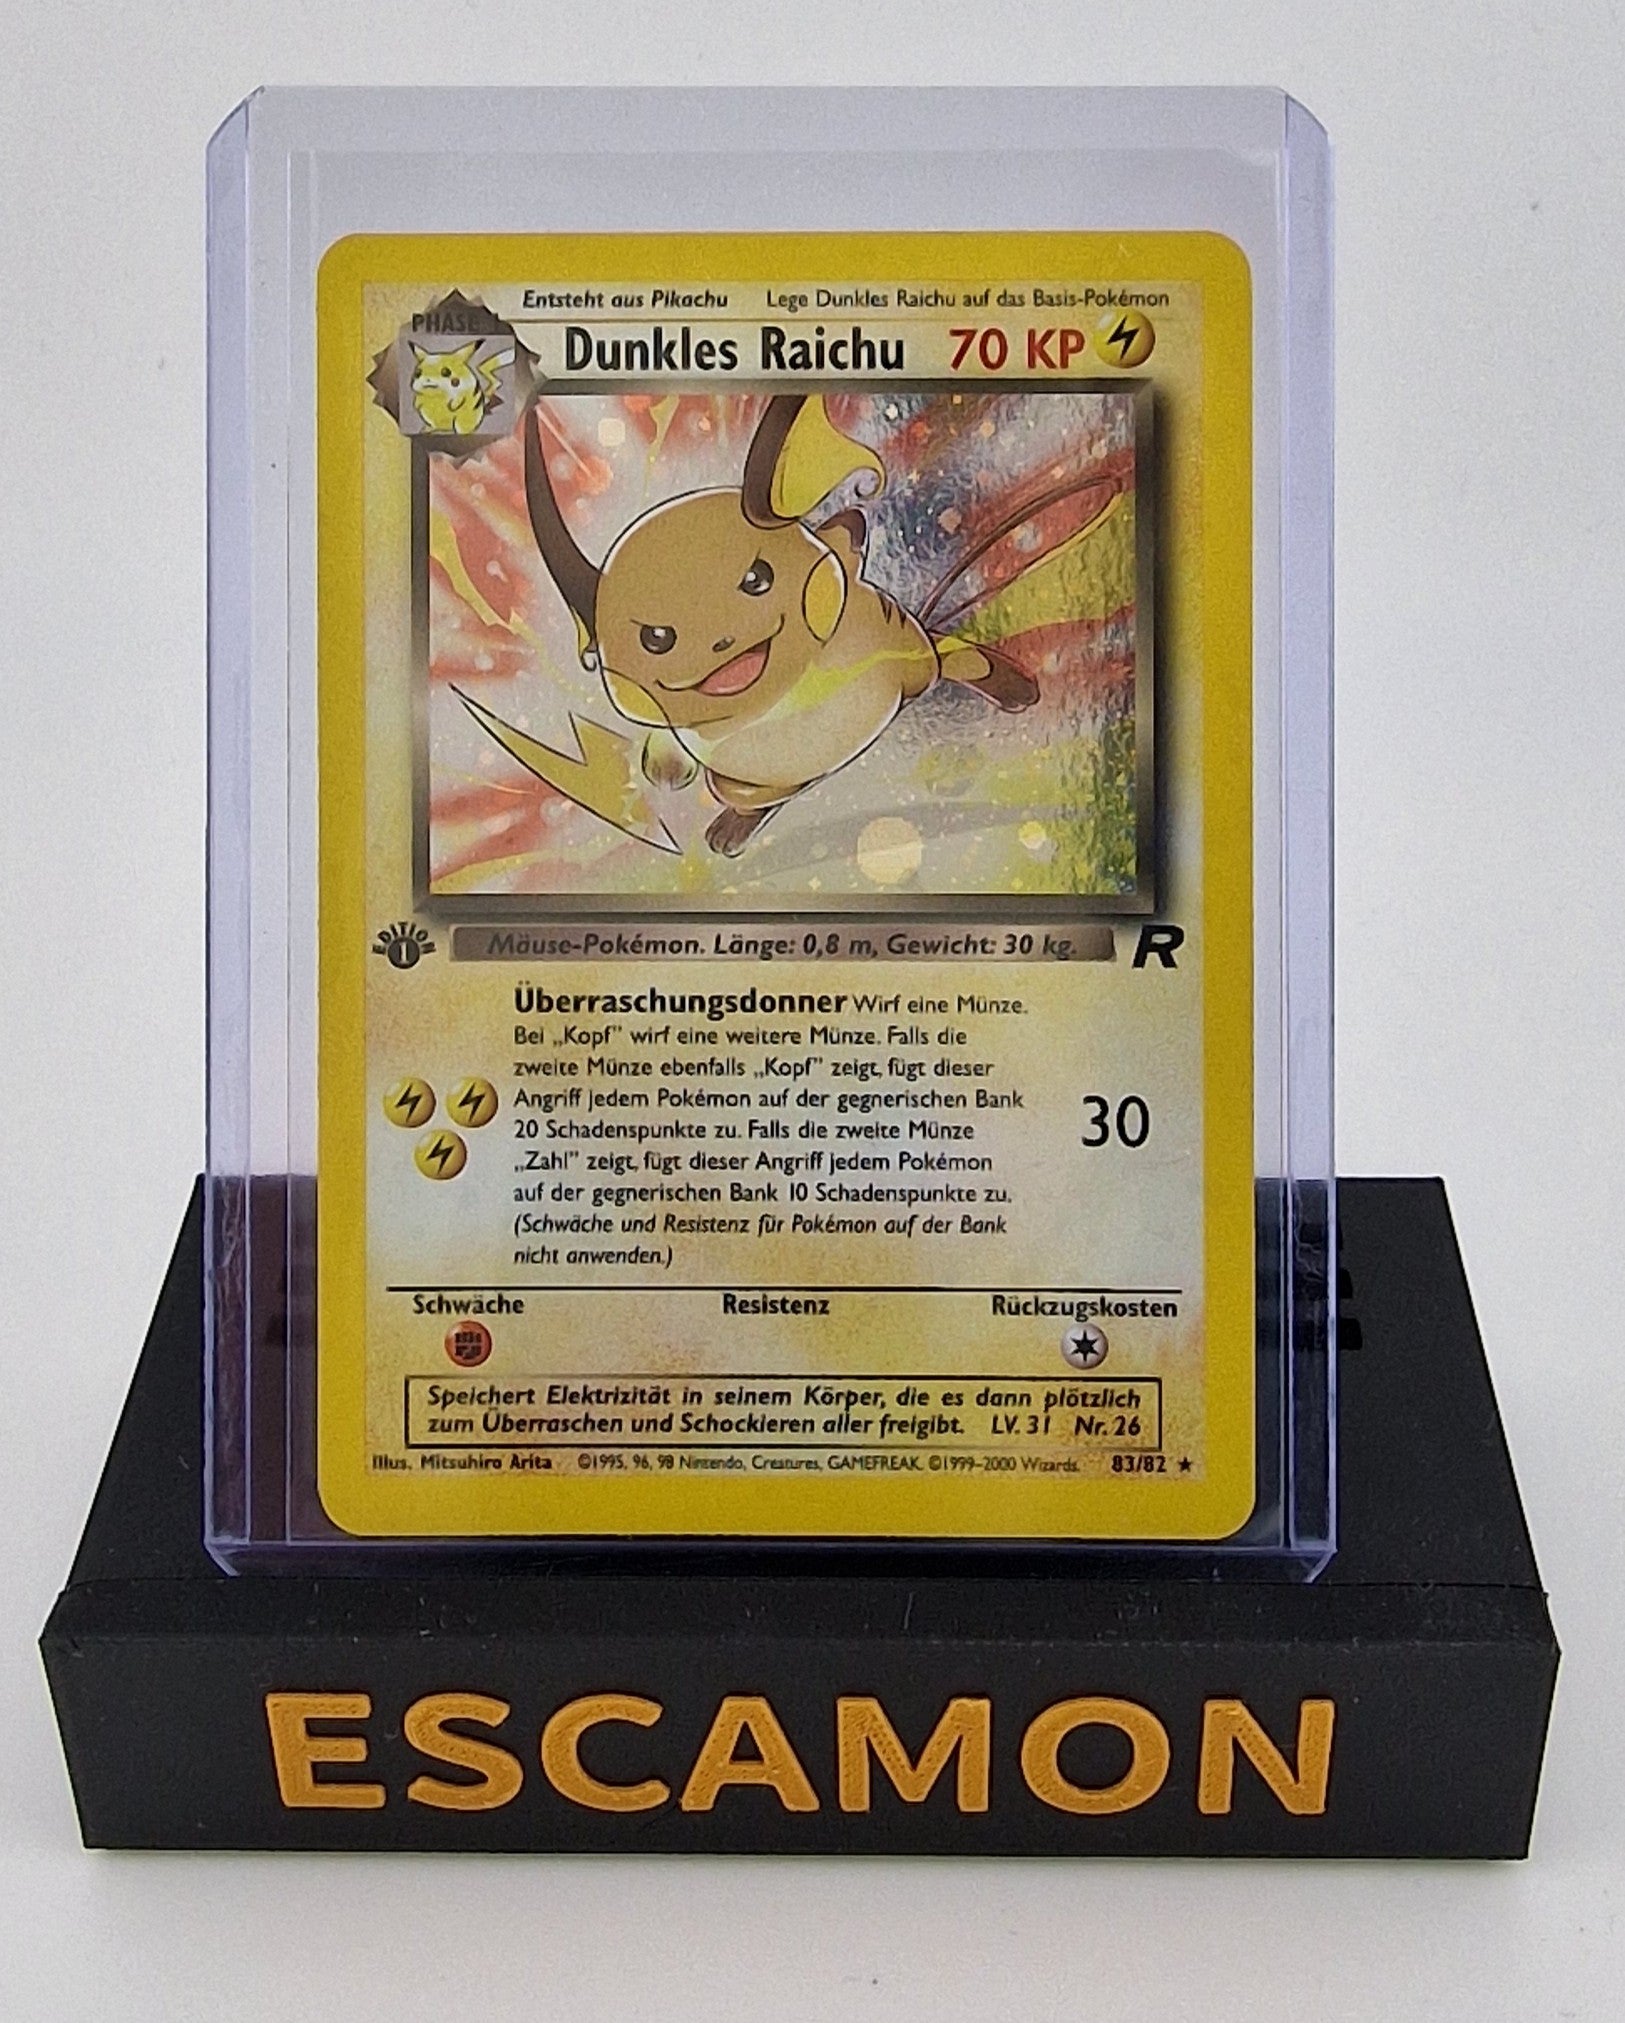 Entsteht aus Pikachu Lege Dunkles Raichu auf das Basis-Pokémon
PHASE 1
Dunkles Raichu 70 KP
EDITION
1
Mäuse-Pokémon. Länge: 0,8 m, Gewicht: 30 kg.
R
Überraschungsdonner Wirf eine Münze.
Bei „Kopf” wirf eine weitere Münze. Falls die
zweite Münze ebenfalls „Kopf” zeigt, fügt dieser
Angriff jedem Pokémon auf der gegnerischen Bank
20 Schadenspunkte zu. Falls die zweite Münze
„Zahl” zeigt, fügt dieser Angriff jedem Pokémon
auf der gegnerischen Bank 10 Schadenspunkte zu.
(Schwäche und Resistenz für Pokémon auf der Bank
nicht anwenden.)
30
Schwäche Resistenz Rückzugskosten
Speichert Elektrizität in seinem Körper, die es dann plötzlich
zum Überraschen und Schockieren aller freigibt. LV. 31 Nr. 26
Illus. Mitsuhiro Arita ©1995, 96, 98 Nintendo, Creatures, GAMEFREAK. ©1999-2000 Wizards. 83/82 ★
ESCAMON